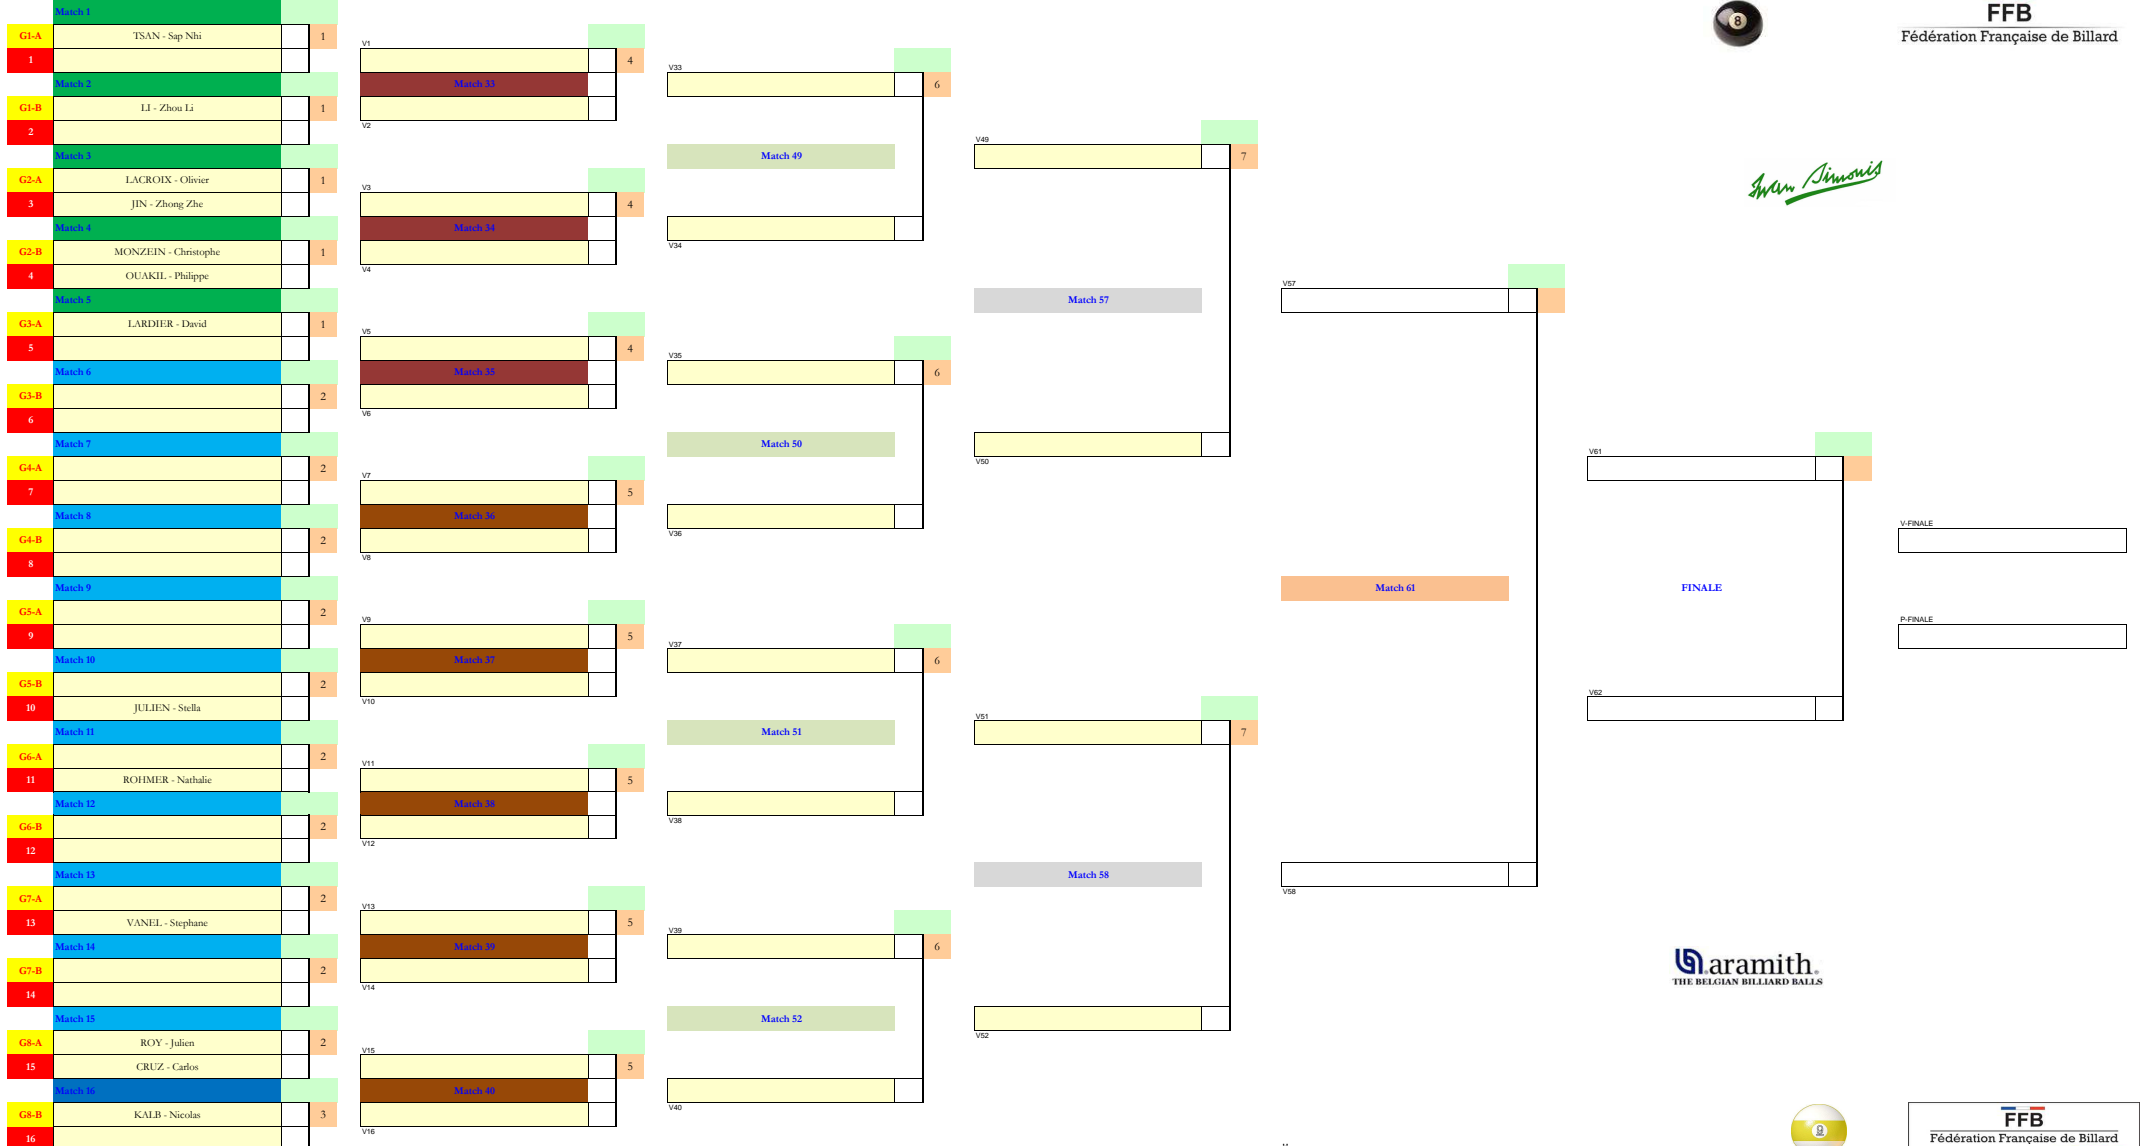 Match 1
G1-A TSAN - Sap Nhi 1
1
Match 2
G1-B LI - Zhou Li 1
2
Match 3
G2-A LACROIX - Olivier 1
3 JIN - Zhong Zhe
Match 4
G2-B MONZEIN - Christophe 1
4 OUAKIL - Philippe
Match 5
G3-A LARDIER - David 1
5
Match 6
G3-B 2
6
Match 7
G4-A 2
7
Match 8
G4-B 2
8
Match 9
G5-A 2
9
Match 10
G5-B 2
10 JULIEN - Stella
Match 11
G6-A 2
11 ROHMER - Nathalie
Match 12
G6-B 2
12
Match 13
G7-A 2
13 VANEL - Stephane
Match 14
G7-B 2
14
Match 15
G8-A ROY - Julien 2
15 CRUZ - Carlos
Match 16
G8-B KALB - Nicolas 3
16
V1
4
Match 33
V2
V3
4
Match 34
V4
V5
4
Match 35
V6
V7
5
Match 36
V8
V9
5
Match 37
V10
V11
5
Match 38
V12
V13
5
Match 39
V14
V15
5
Match 40
V16
V33
6
Match 49
V34
V35
6
Match 50
V36
V37
6
Match 51
V38
V39
6
Match 52
V40
V49
7
Match 57
V50
V51
7
Match 58
V52
V57
Match 61
V58
V61
FINALE
V62
V-FINALE
P-FINALE
8
FFB
Fédération Française de Billard
Iwan Simonis
aramith
THE BELGIAN BILLIARD BALLS
9
FFB
Fédération Française de Billard